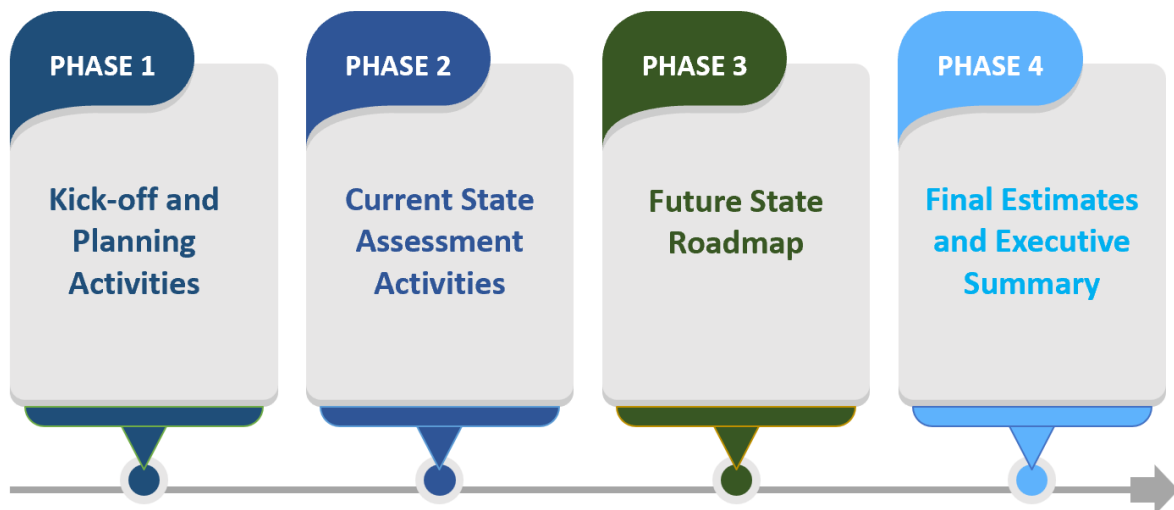 PHASE 1
Kick-off and
Planning
Activities
PHASE 2
Current State
Assessment
Activities
PHASE 3
Future State
Roadmap
PHASE 4
Final Estimates
and Executive
Summary